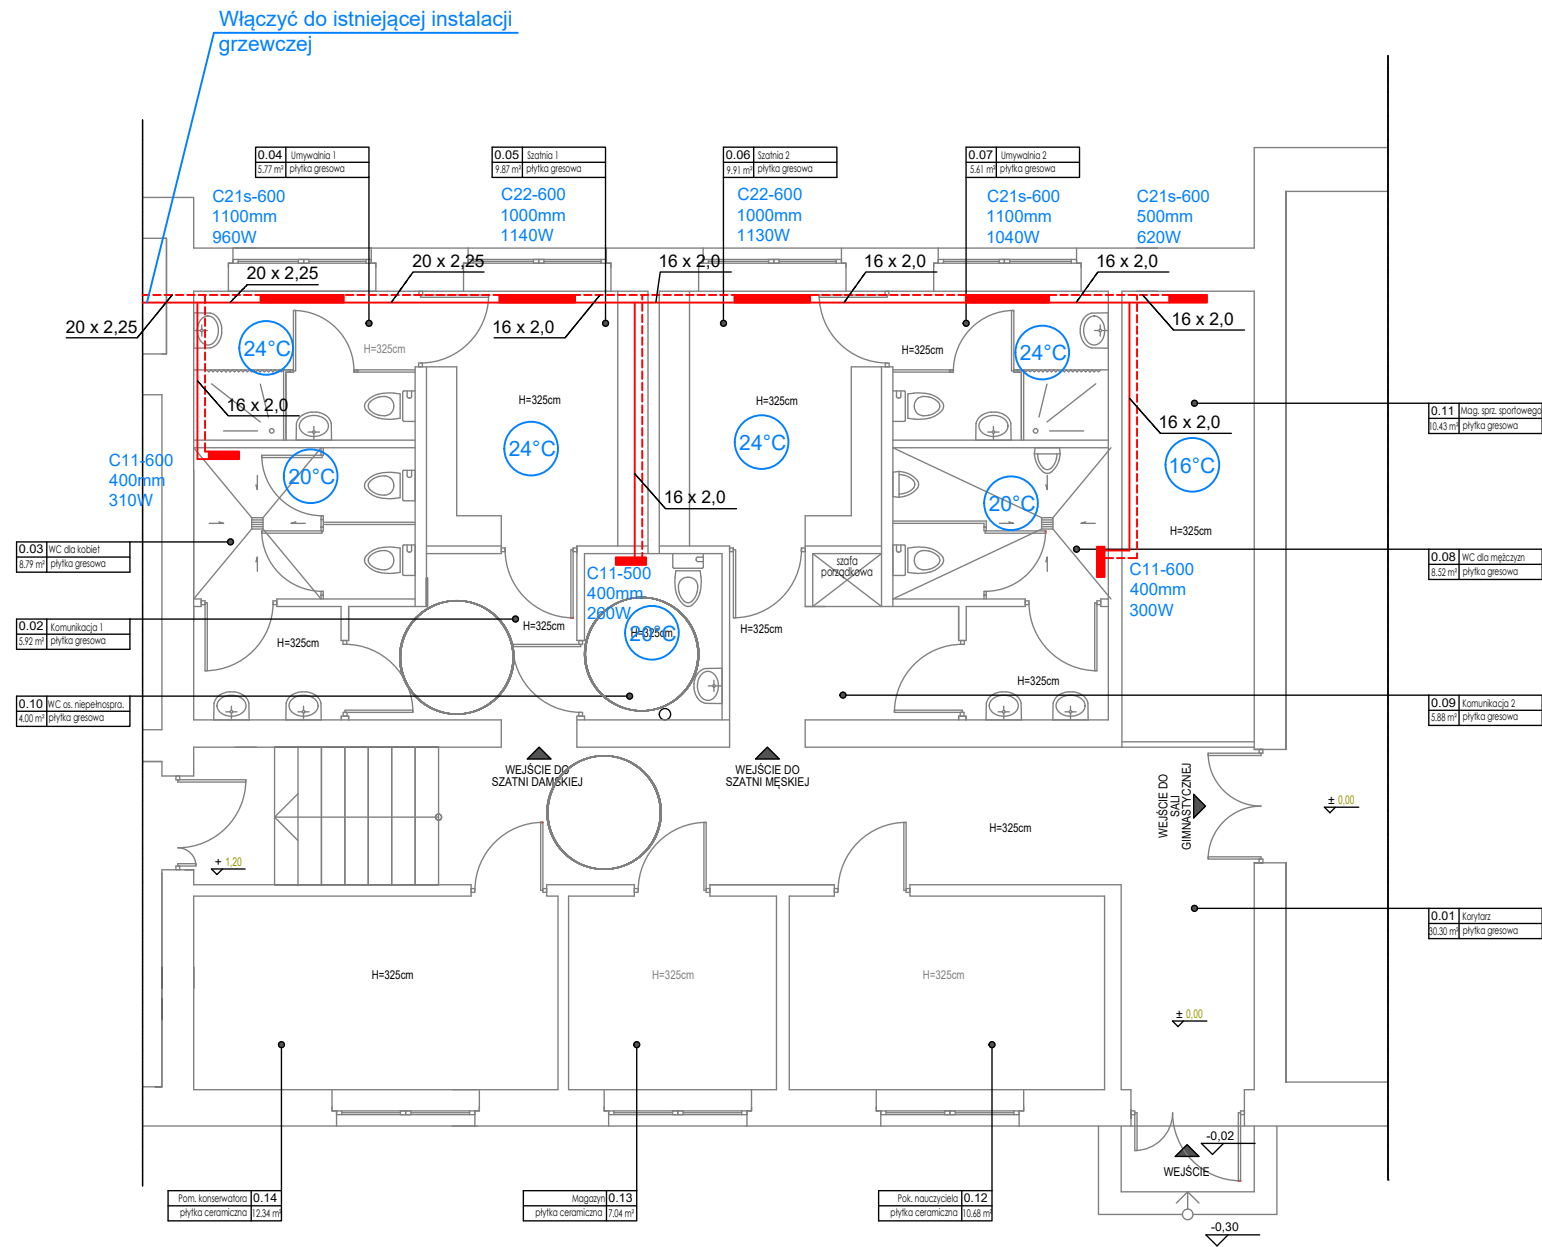 Włączyć do istniejącej instalacji
grzewczej
0.04 Umywalnia 1
5.77 m² płytka gresowa
0.05 Szatnia 1
9.87 m² płytka gresowa
0.06 Szatnia 2
9.91 m² płytka gresowa
0.07 Umywalnia 2
5.61 m² płytka gresowa
C21s-600
1100mm
960W
C22-600
1000mm
1140W
C22-600
1000mm
1130W
C21s-600
1100mm
1040W
C21s-600
500mm
620W
20 x 2,25
20 x 2,25
16 x 2,0
16 x 2,0
16 x 2,0
20 x 2,25
16 x 2,0
16 x 2,0
24°C
H=325cm
H=325cm
24°C
16 x 2,0
H=325cm
H=325cm
16 x 2,0
0.11 Mag. sprz. sportowego
10.43 m² płytka gresowa
24°C
24°C
16°C
C11-600
400mm
310W
20°C
16 x 2,0
20°C
H=325cm
0.03 WC dla kobiet
8.79 m² płytka gresowa
szafa
porządkowa
0.08 WC dla mężczyzn
8.52 m² płytka gresowa
C11-500
400mm
260W
C11-600
400mm
300W
0.02 Komunikacja 1
5.92 m² płytka gresowa
H=325cm
H=325cm
H=325cm
20°C
H=325cm
H=325cm
0.10 WC os. niepełnospra.
4.00 m² płytka gresowa
0.09 Komunikacja 2
5.88 m² płytka gresowa
WEJŚCIE DO
SZATNI DAMSKIEJ
WEJŚCIE DO
SZATNI MĘSKIEJ
WEJŚCIE DO
SALI
GIMNASTYCZNEJ
± 0,00
H=325cm
+ 1,20
0.01 Korytarz
30.30 m² płytka gresowa
H=325cm
H=325cm
H=325cm
± 0,00
-0,02
WEJŚCIE
Pom. konserwatora 0.14
płytka ceramiczna 12.34 m²
Magazyn 0.13
płytka ceramiczna 7.04 m²
Pok. nauczyciela 0.12
płytka ceramiczna 10.68 m²
-0,30